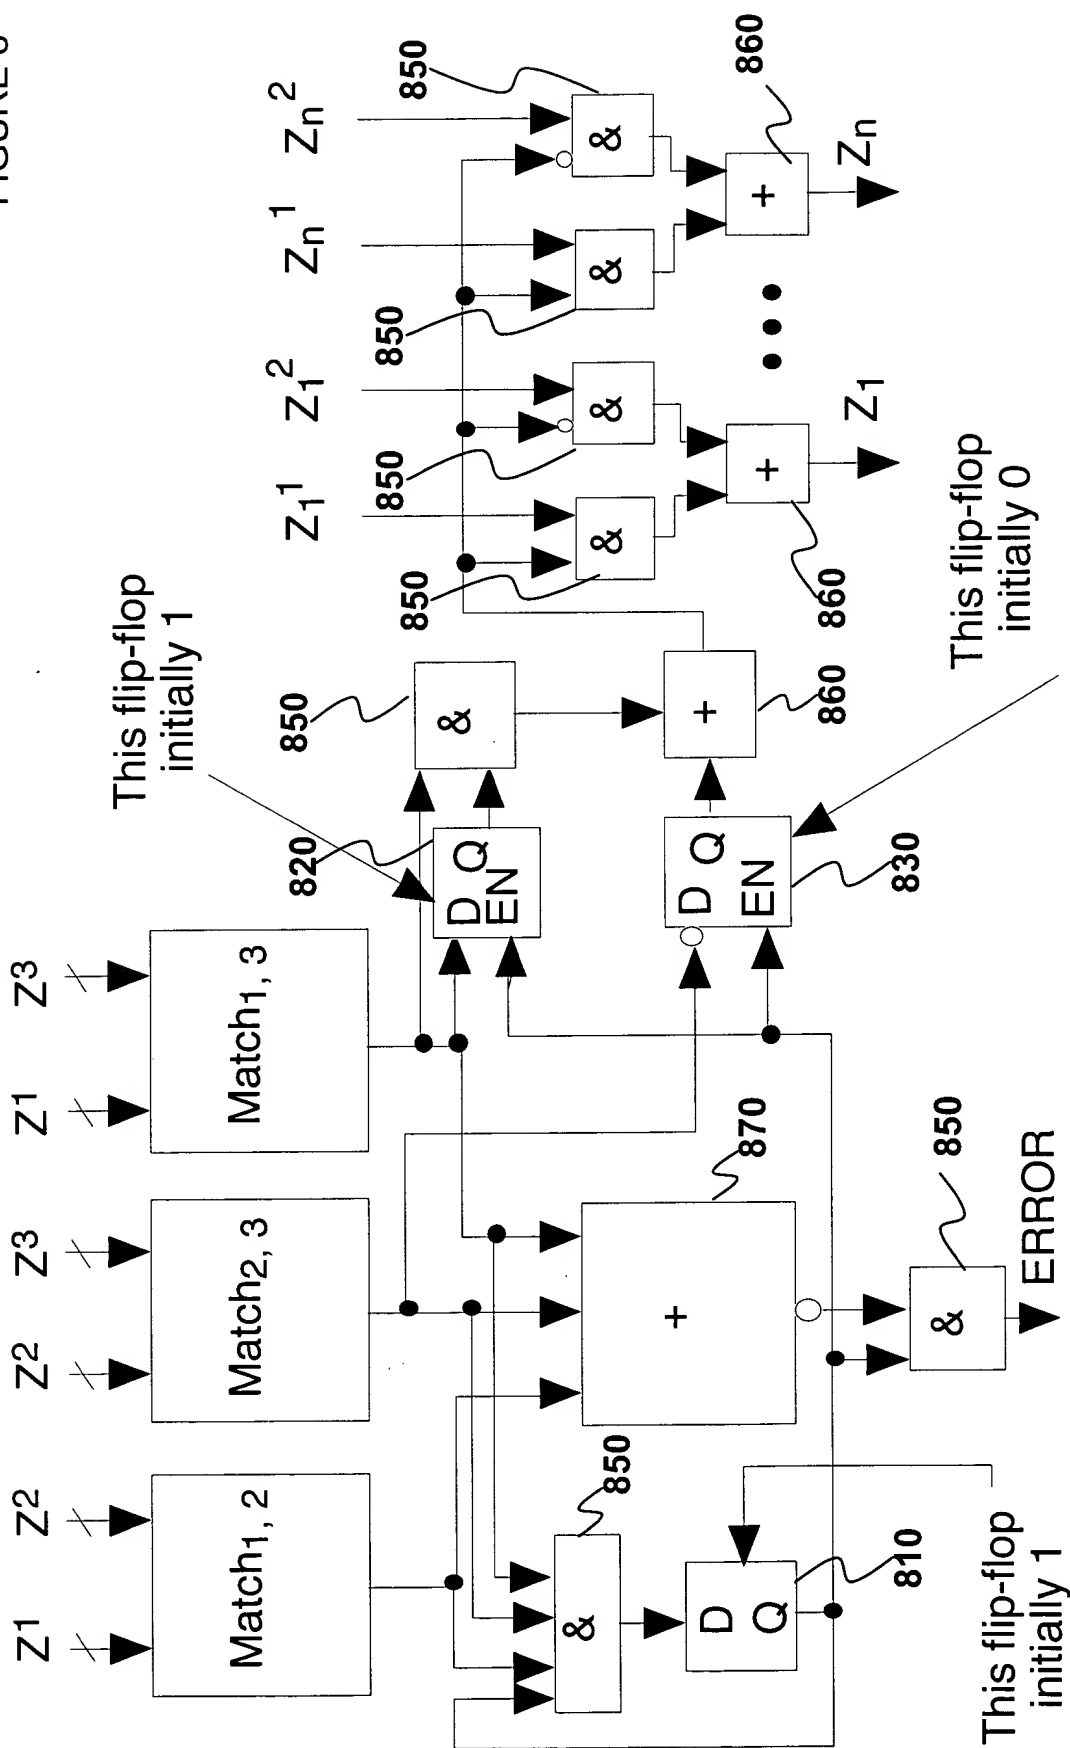 Z1 Z2 Z2 Z3 Z1 Z3
Match1, 2
Match2, 3
Match1, 3
This flip-flop
initially 1
820
D Q
EN
850
&
850
&
D
Q
810
This flip-flop
initially 1
+
870
850
&
ERROR
D Q
EN
830
This flip-flop
initially 0
+
860
Z1 1 Z1 2 Zn 1 Zn 2
850 850 850 850
& & & &
+ +
860 860
Z1 Zn